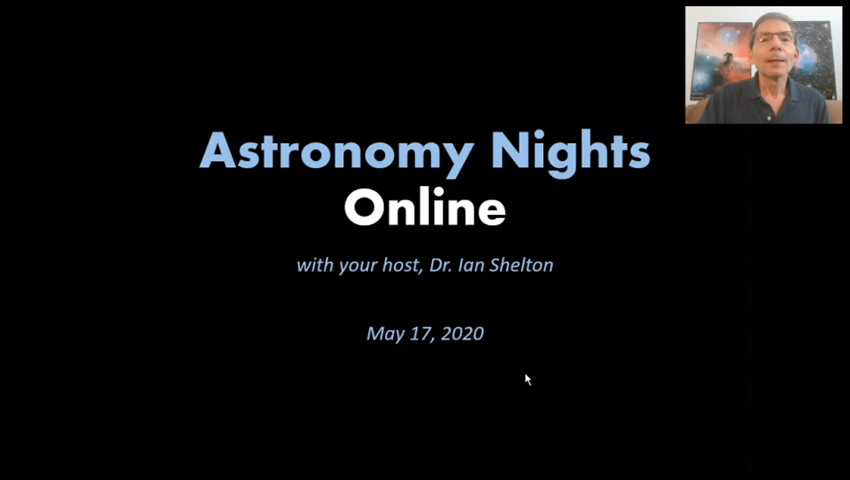 Astronomy Nights
Online
with your host, Dr. Ian Shelton
May 17, 2020